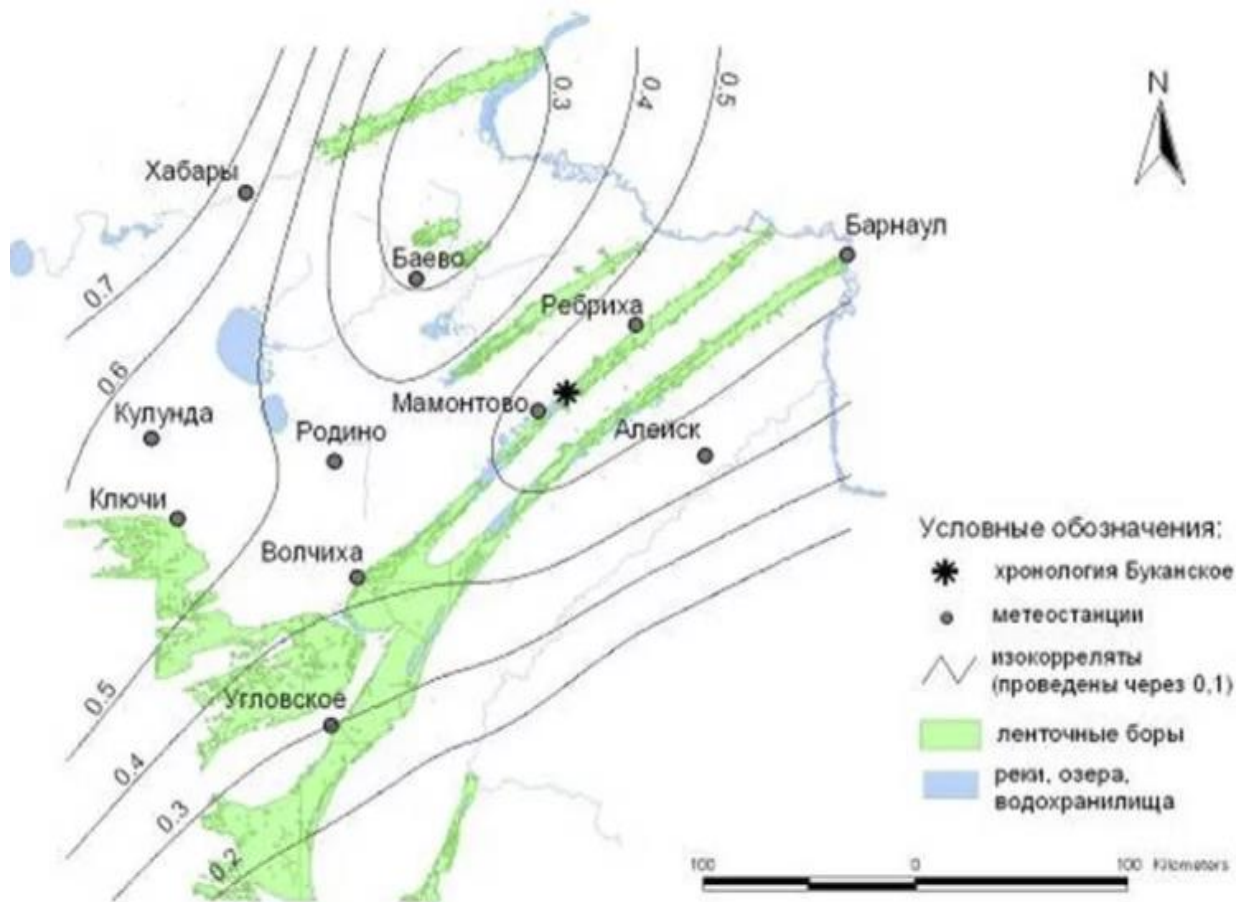 N
0.3
0.4
0.5
Хабары
Барнаул
Баево
0.7
Ребриха
0.6
Мамонтово
Кулунда
Родино
Алейск
Ключи
Волчиха
0.5
Угловское
0.4
0.3
0.2
Условные обозначения:
хронология Буканское
метеостанции
изокорреляты
(проведены через 0,1)
ленточные боры
реки, озера,
водохранилища
100 0 100 Kilometers